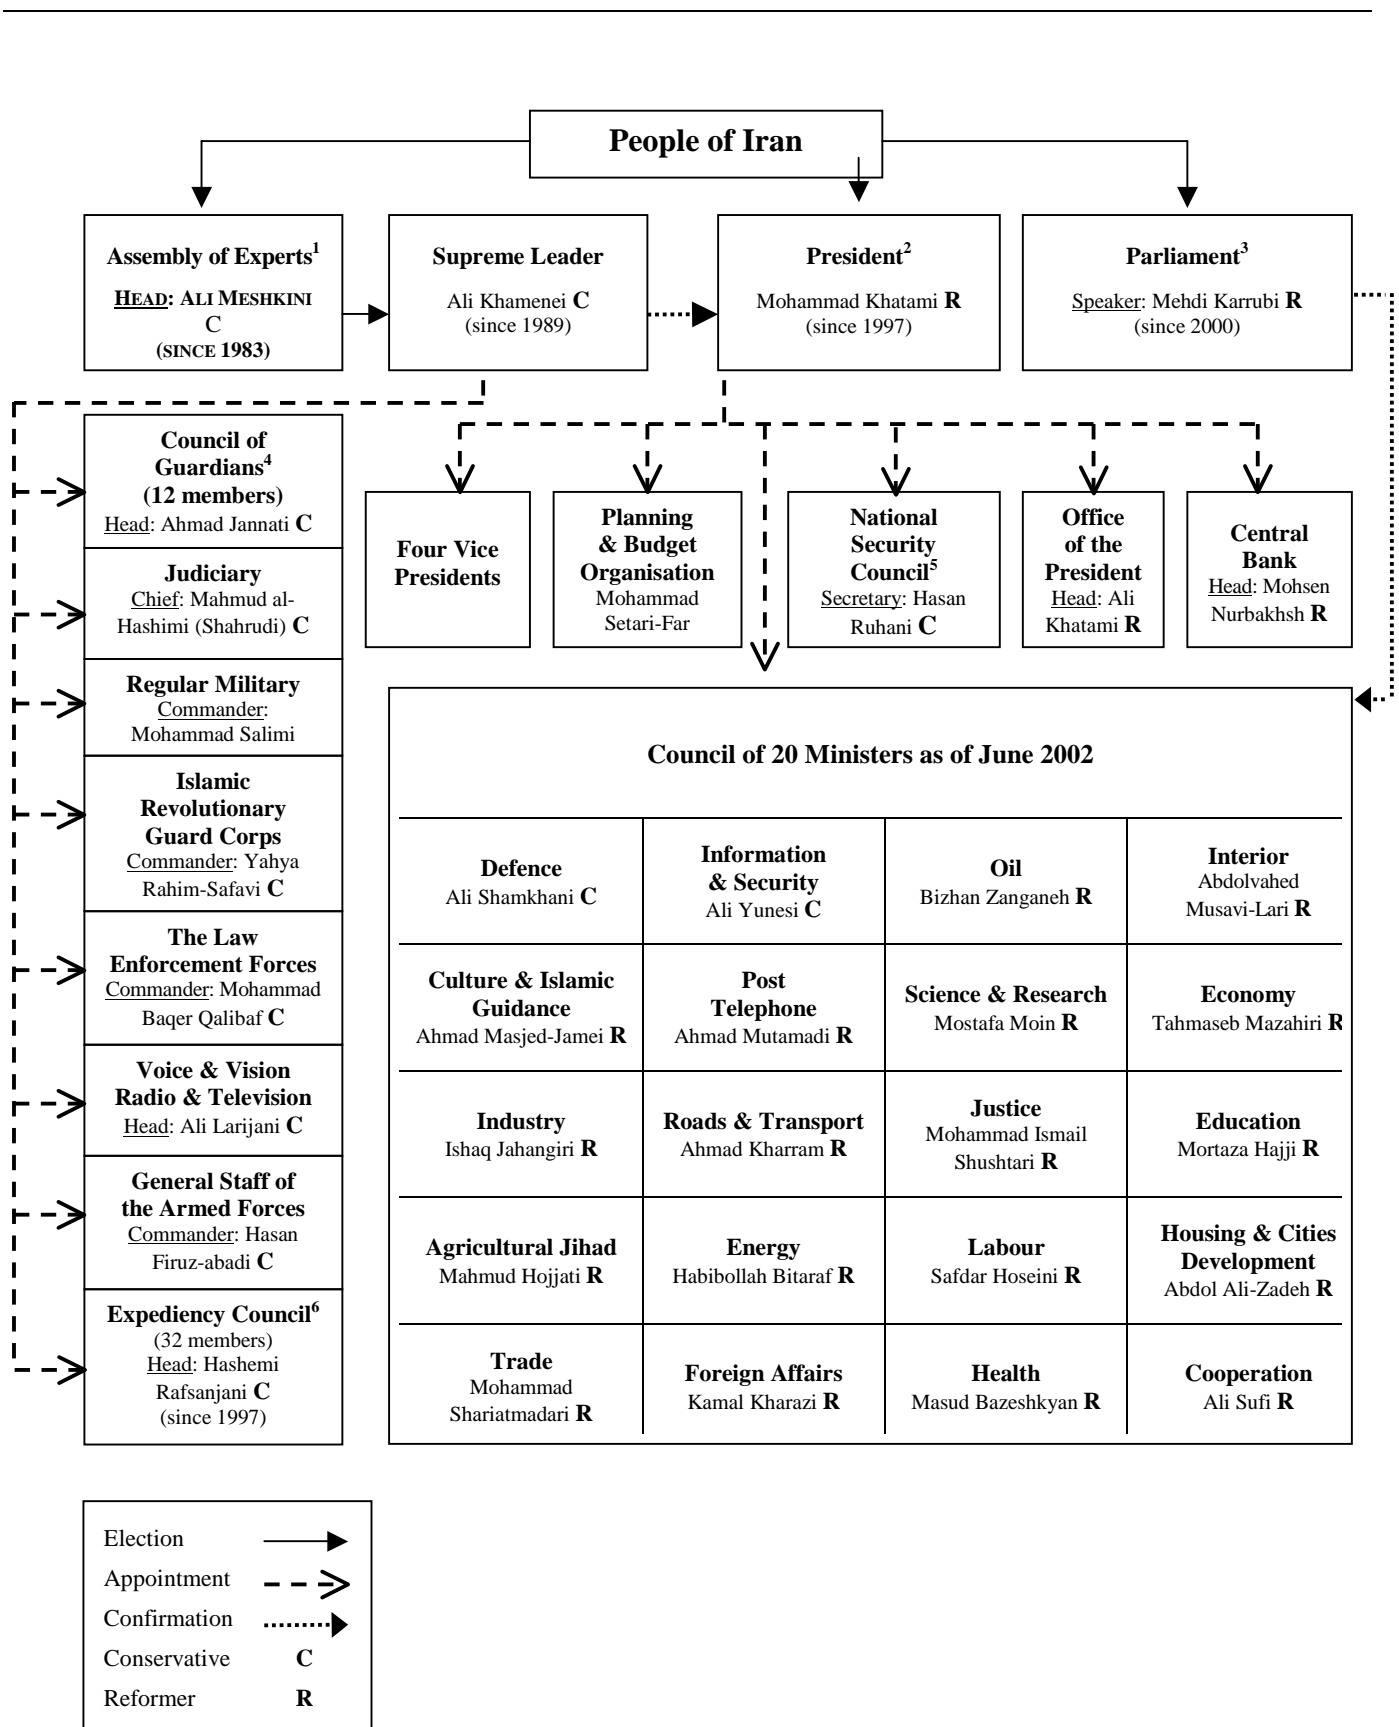 People of Iran
Assembly of Experts1
HEAD: ALI MESHKINI
C
(SINCE 1983)
Supreme Leader
Ali Khamenei C
(since 1989)
President2
Mohammad Khatami R
(since 1997)
Parliament3
Speaker: Mehdi Karrubi R
(since 2000)
Council of
Guardians4
(12 members)
Head: Ahmad Jannati C
Judiciary
Chief: Mahmud al-
Hashimi (Shahrudi) C
Regular Military
Commander:
Mohammad Salimi
Islamic
Revolutionary
Guard Corps
Commander: Yahya
Rahim-Safavi C
The Law
Enforcement Forces
Commander: Mohammad
Baqer Qalibaf C
Voice & Vision
Radio & Television
Head: Ali Larijani C
General Staff of
the Armed Forces
Commander: Hasan
Firuz-abadi C
Expediency Council6
(32 members)
Head: Hashemi
Rafsanjani C
(since 1997)
Four Vice
Presidents
Planning
& Budget
Organisation
Mohammad
Setari-Far
National
Security
Council5
Secretary: Hasan
Ruhani C
Office
of the
President
Head: Ali
Khatami R
Central
Bank
Head: Mohsen
Nurbakhsh R
Council of 20 Ministers as of June 2002
Defence
Ali Shamkhani C
Information
& Security
Ali Yunesi C
Oil
Bizhan Zanganeh R
Interior
Abdolvahed
Musavi-Lari R
Culture & Islamic
Guidance
Ahmad Masjed-Jamei R
Post
Telephone
Ahmad Mutamadi R
Science & Research
Mostafa Moin R
Economy
Tahmaseb Mazahiri R
Industry
Ishaq Jahangiri R
Roads & Transport
Ahmad Kharram R
Justice
Mohammad Ismail
Shushtari R
Education
Mortaza Hajji R
Agricultural Jihad
Mahmud Hojjati R
Energy
Habibollah Bitaraf R
Labour
Safdar Hoseini R
Housing & Cities
Development
Abdol Ali-Zadeh R
Trade
Mohammad
Shariatmadari R
Foreign Affairs
Kamal Kharazi R
Health
Masud Bazeshkyan R
Cooperation
Ali Sufi R
Election
Appointment
Confirmation
Conservative C
Reformer R